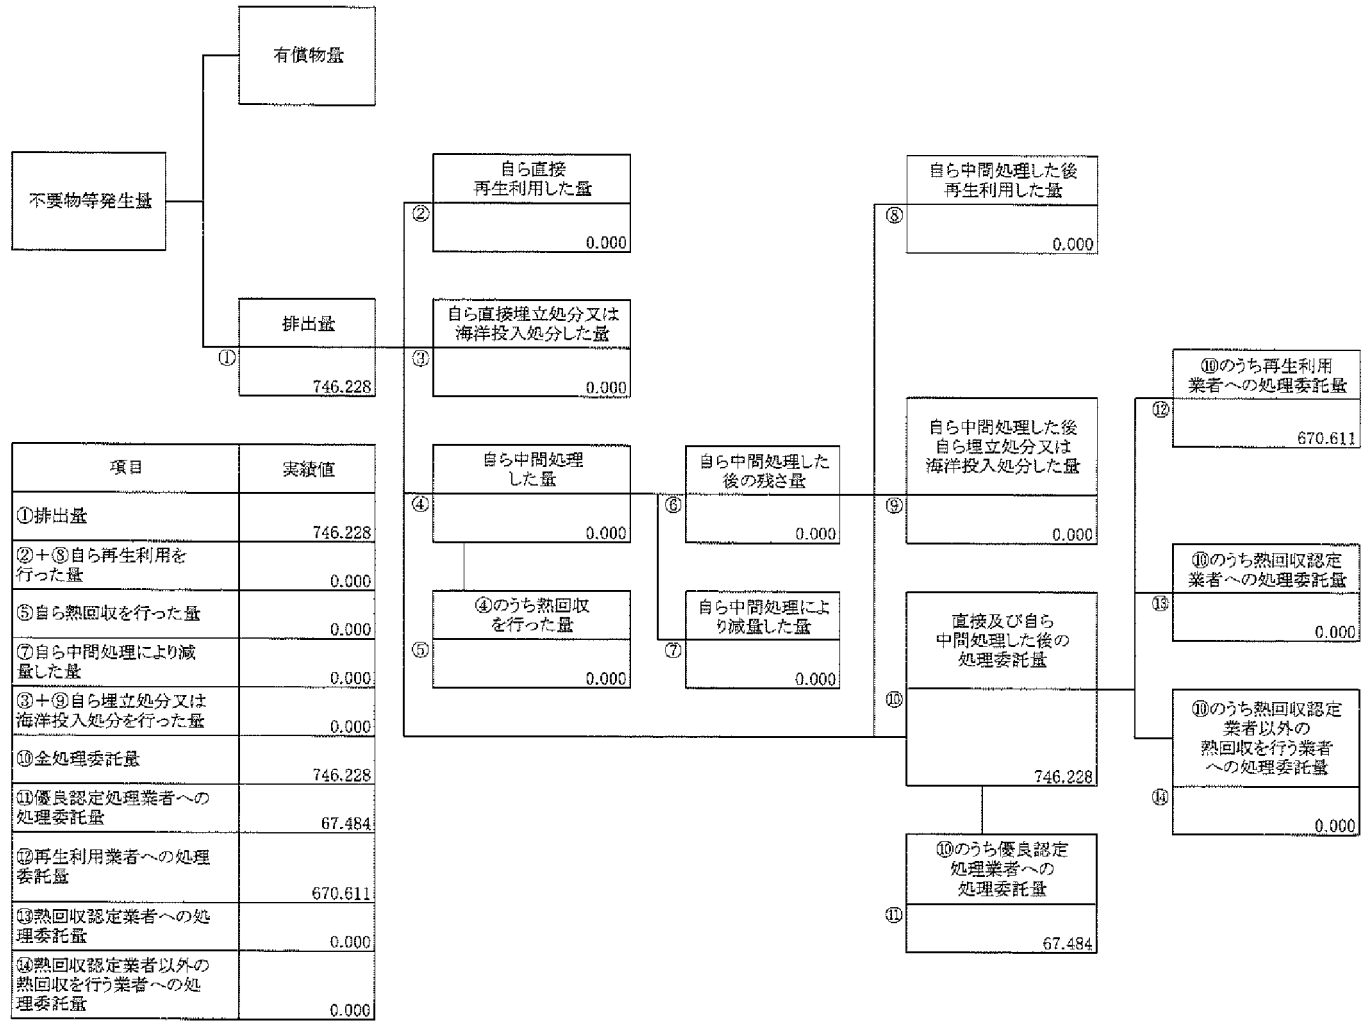 有償物量
不要物等発生量
排出量
①
746.228
自ら直接
再生利用した量
②
0.000
自ら直接埋立処分又は
海洋投入処分した量
③
0.000
自ら中間処理
した量
④
0.000
④のうち熱回収
を行った量
⑤
0.000
自ら中間処理した
後の残さ量
⑥
0.000
自ら中間処理によ
り減量した量
⑦
0.000
自ら中間処理した後
再生利用した量
⑧
0.000
自ら中間処理した後
自ら埋立処分又は
海洋投入処分した量
⑨
0.000
直接及び自ら
中間処理した後の
処理委託量
⑩
746.228
⑩のうち優良認定
処理業者への
処理委託量
⑪
67.484
⑩のうち再生利用
業者への処理委託量
⑫
670.611
⑩のうち熱回収認定
業者への処理委託量
⑬
0.000
⑩のうち熱回収認定
業者以外の
熱回収を行う業者
への処理委託量
⑭
0.000
項目 実績値
①排出量
746.228
②+⑧自ら再生利用を
行った量
0.000
⑤自ら熱回収を行った量
0.000
⑦自ら中間処理により減
量した量
0.000
③+⑨自ら埋立処分又は
海洋投入処分を行った量
0.000
⑩全処理委託量
746.228
⑪優良認定処理業者への
処理委託量
67.484
⑫再生利用業者への処理
委託量
670.611
⑬熱回収認定業者への処
理委託量
0.000
⑭熱回収認定業者以外の
熱回収を行う業者への処
理委託量
0.000